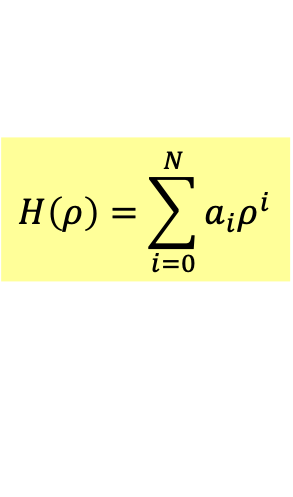 H(ρ) = ∑_{i=0}^{N} a_i ρ^i